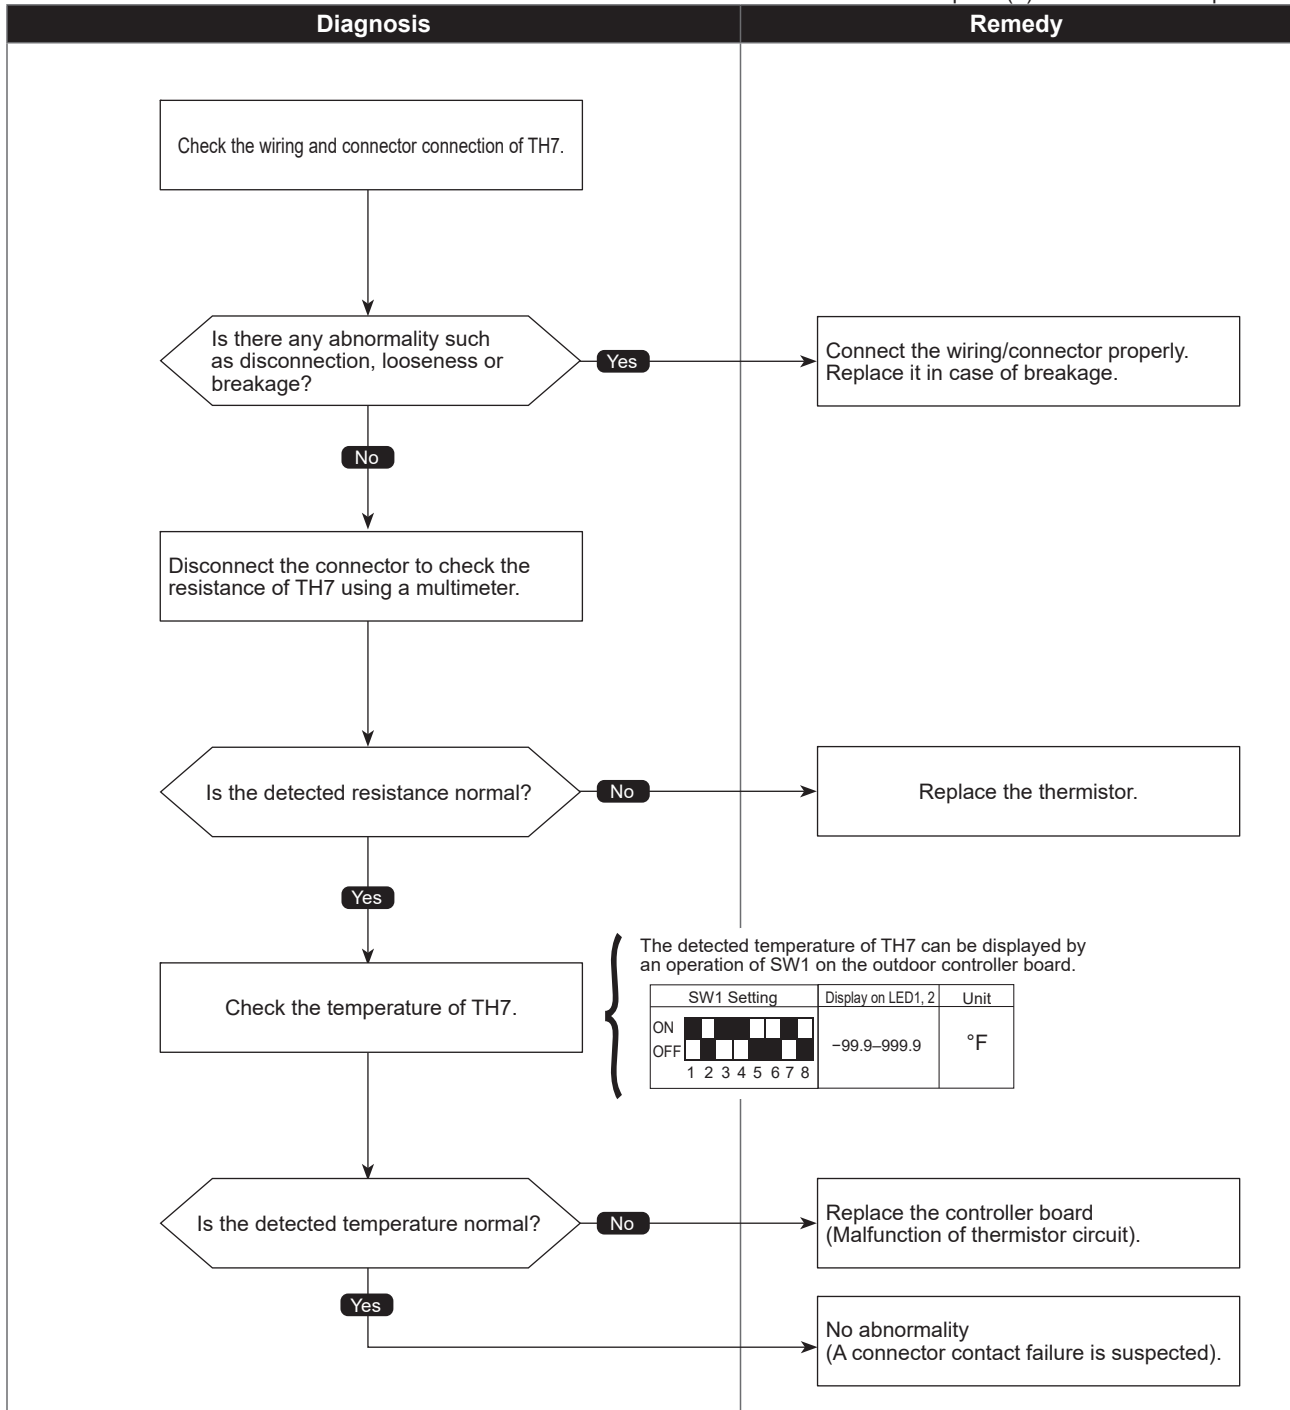 Diagnosis
Remedy
Check the wiring and connector connection of TH7.
Is there any abnormality such
as disconnection, looseness or
breakage?
Yes
Connect the wiring/connector properly.
Replace it in case of breakage.
No
Disconnect the connector to check the
resistance of TH7 using a multimeter.
Is the detected resistance normal?
No
Replace the thermistor.
Yes
Check the temperature of TH7.
The detected temperature of TH7 can be displayed by
an operation of SW1 on the outdoor controller board.
SW1 Setting
Display on LED1, 2
Unit
ON
OFF
1 2 3 4 5 6 7 8
−99.9–999.9
°F
Is the detected temperature normal?
No
Replace the controller board
(Malfunction of thermistor circuit).
Yes
No abnormality
(A connector contact failure is suspected).